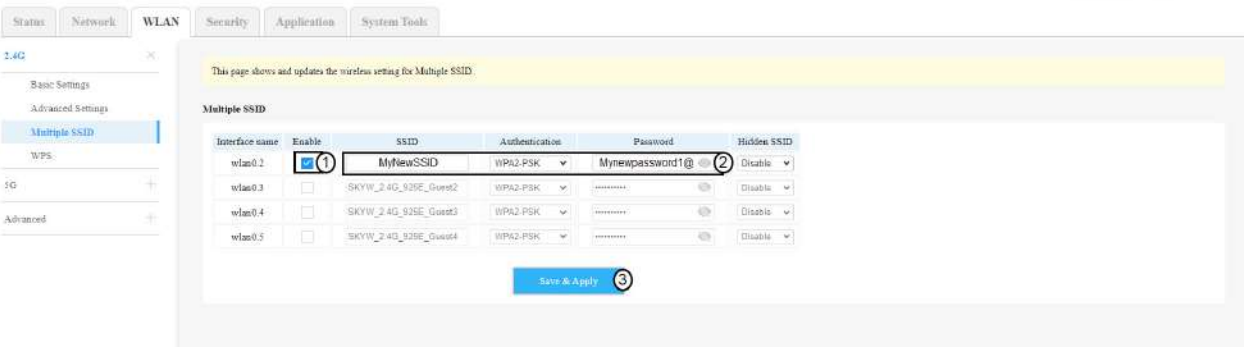 Status Network WLAN Security Application System Tools
2.4G
This page shows and updates the wireless setting for Multiple SSID.
Basic Settings
Advanced Settings
Multiple SSID
Multiple SSID
WPS
5G
Advanced
Interface name Enable SSID Authentication Password Hidden SSID
wlan0.2 1 MyNewSSID WPA2-PSK Mynewpassword1@ 2 Disable
wlan0.3 SKYW_2.4G_925E_Guest2 WPA2-PSK •••••••••• Disable
wlan0.4 SKYW_2.4G_925E_Guest3 WPA2-PSK •••••••••• Disable
wlan0.5 SKYW_2.4G_925E_Guest4 WPA2-PSK •••••••••• Disable
Save & Apply 3